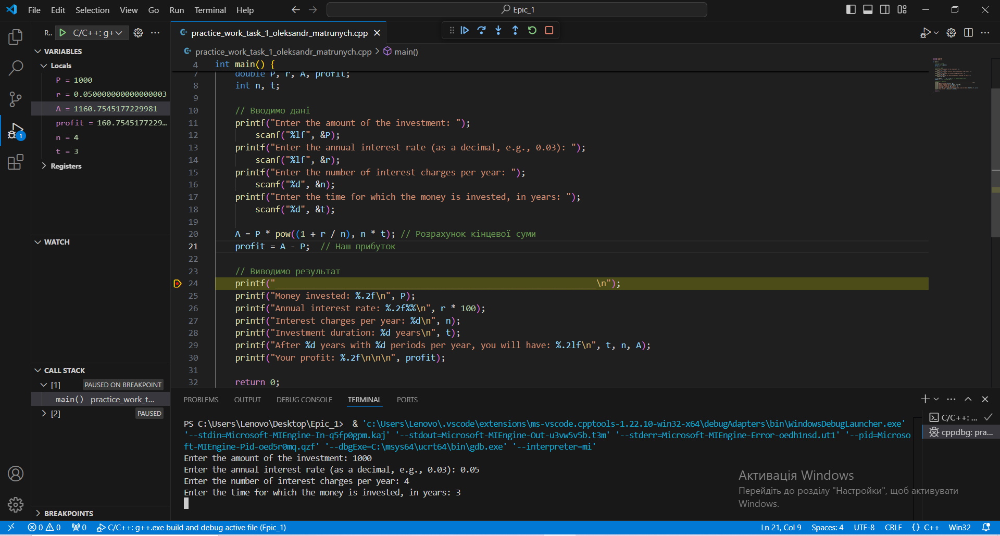 File Edit Selection View Go Run Terminal Help
Epic_1
R.. C/C++: g+
practice_work_task_1_oleksandr_matrunych.cpp
practice_work_task_1_oleksandr_matrunych.cpp > main()
VARIABLES
Locals
P = 1000
r = 0.050000000000000003
A = 1160.7545177229981
profit = 160.7545177229…
n = 4
t = 3
Registers
WATCH
CALL STACK
[1] PAUSED ON BREAKPOINT
main() practice_work_t...
[2] PAUSED
BREAKPOINTS
4 int main() {
7 double P, r, A, profit;
8 int n, t;
9
10 // Вводимо дані
11 printf("Enter the amount of the investment: ");
12 scanf("%lf", &P);
13 printf("Enter the annual interest rate (as a decimal, e.g., 0.03): ");
14 scanf("%lf", &r);
15 printf("Enter the number of interest charges per year: ");
16 scanf("%d", &n);
17 printf("Enter the time for which the money is invested, in years: ");
18 scanf("%d", &t);
19
20 A = P * pow((1 + r / n), n * t); // Розрахунок кінцевої суми
21 profit = A - P; // Наш прибуток
22
23 // Виводимо результат
24 printf("________________________________________________________________\n");
25 printf("Money invested: %.2f\n", P);
26 printf("Annual interest rate: %.2f%%\n", r * 100);
27 printf("Interest charges per year: %d\n", n);
28 printf("Investment duration: %d years\n", t);
29 printf("After %d years with %d periods per year, you will have: %.2lf\n", t, n, A);
30 printf("Your profit: %.2f\n\n\n", profit);
31
32 return 0;
PROBLEMS OUTPUT DEBUG CONSOLE TERMINAL PORTS
PS C:\Users\Lenovo\Desktop\Epic_1> & 'c:\Users\Lenovo\.vscode\extensions\ms-vscode.cpptools-1.22.10-win32-x64\debugAdapters\bin\WindowsDebugLauncher.exe'
'--stdin=Microsoft-MIEngine-In-q5fp0gpm.kaj' '--stdout=Microsoft-MIEngine-Out-u3vw5v5b.t3m' '--stderr=Microsoft-MIEngine-Error-oedh1nsd.ut1' '--pid=Microso
ft-MIEngine-Pid-oed5r0mq.qzf' '--dbgExe=C:\msys64\ucrt64\bin\gdb.exe' '--interpreter=mi'
Enter the amount of the investment: 1000
Enter the annual interest rate (as a decimal, e.g., 0.03): 0.05
Enter the number of interest charges per year: 4
Enter the time for which the money is invested, in years: 3
C/C++: ...
cppdbg: pra...
Активація Windows
Перейдіть до розділу "Настройки", щоб активувати
Windows.
1
0 0 0 C/C++: g++.exe build and debug active file (Epic_1)
Ln 21, Col 9 Spaces: 4 UTF-8 CRLF {} C++ Win32